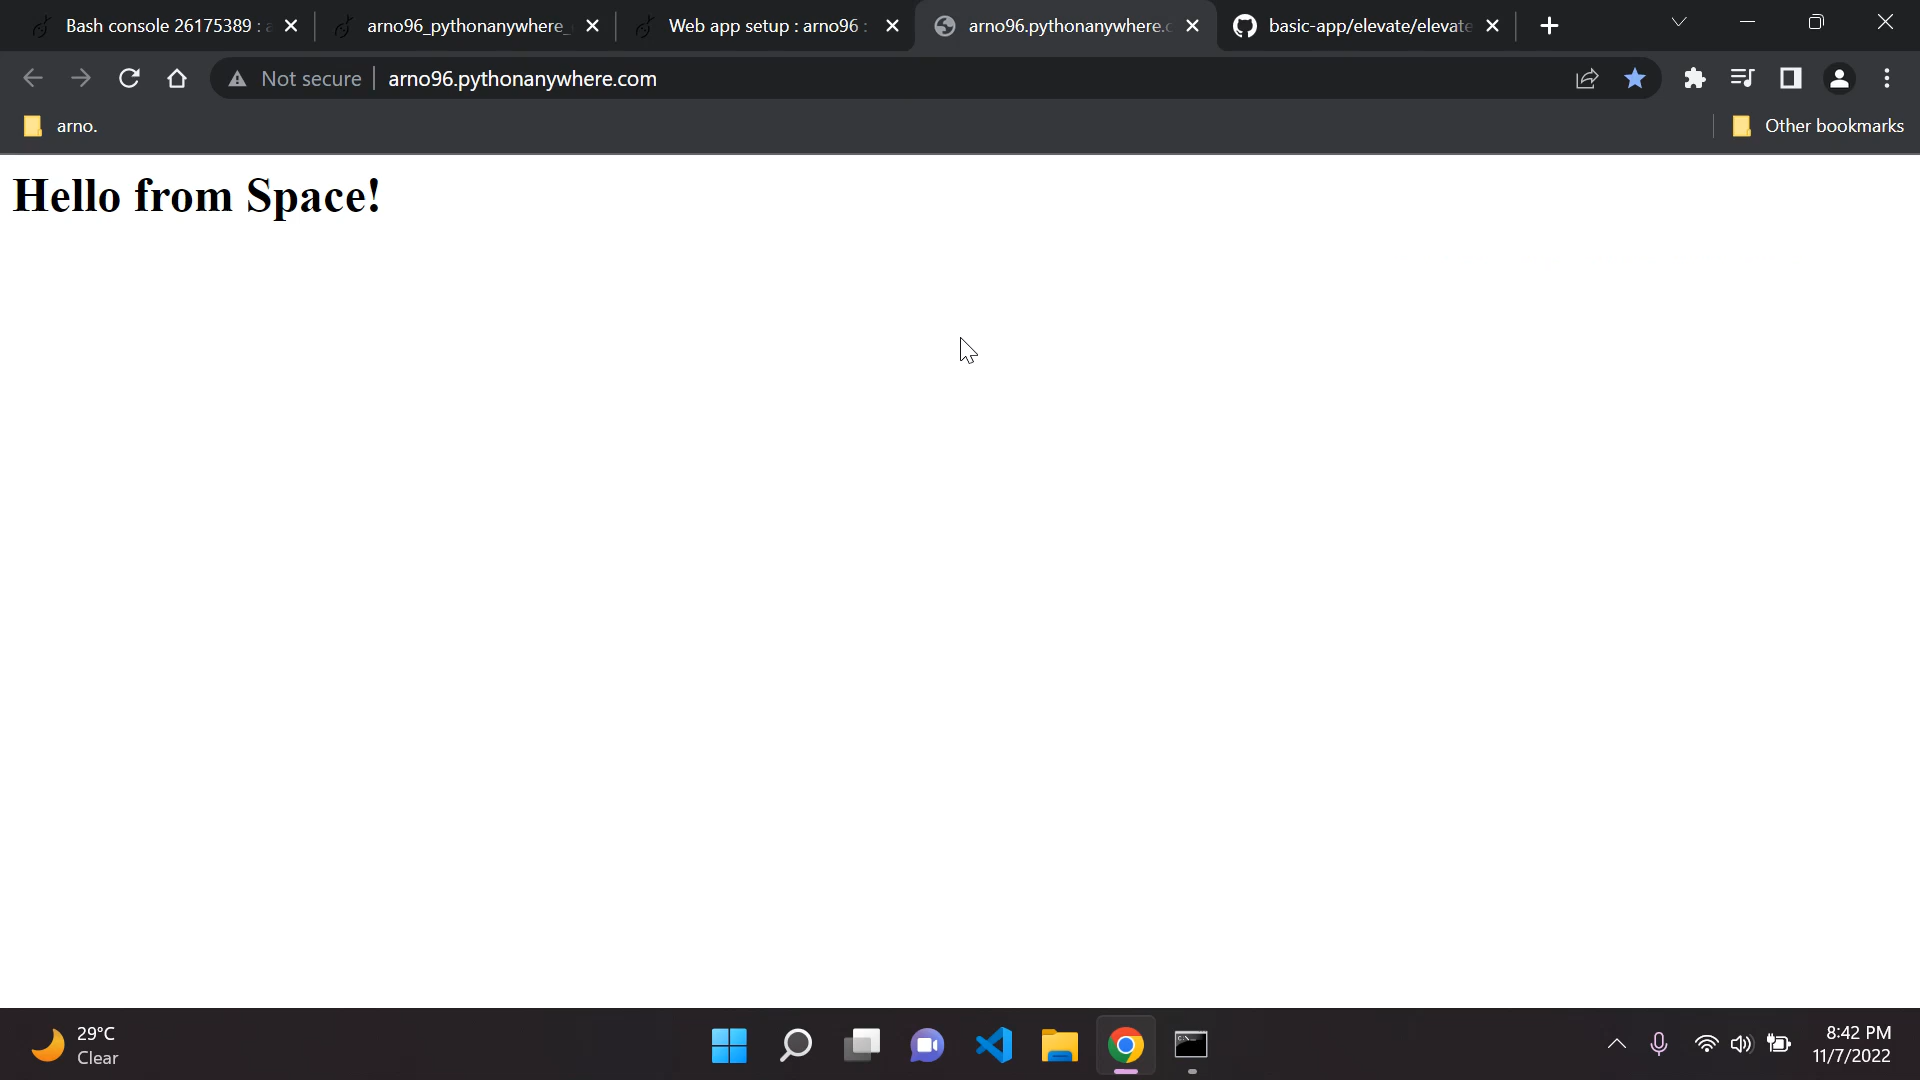 Bash console 26175389 : a
arno96_pythonanywhere_
Web app setup : arno96 :
arno96.pythonanywhere.c
basic-app/elevate/elevate
Not secure
arno96.pythonanywhere.com
arno.
Other bookmarks
Hello from Space!
29°C
Clear
8:42 PM
11/7/2022